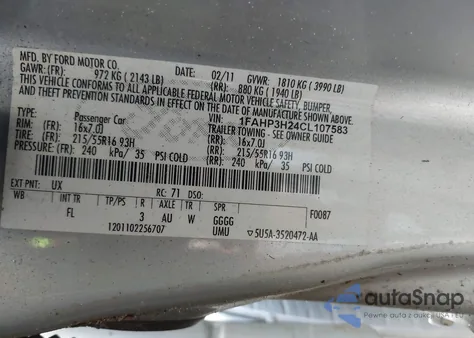 MFD. BY FORD MOTOR CO.
DATE: 02/11 GVWR: 1810 KG ( 3990 LB)
GAWR:(FR): 972 KG ( 2143 LB) (RR): 880 KG ( 1940 LB)
THIS VEHICLE CONFORMS TO ALL APPLICABLE FEDERAL MOTOR VEHICLE SAFETY, BUMPER,
AND THEFT PREVENTION STANDARDS IN EFFECT ON THE DATE OF MANUFACTURE SHOWN ABOVE.
VIN: 1FAHP3H24CL107583
TYPE: Passenger Car TRAILER TOWING - SEE OWNER GUIDE
RIM:(FR:) 16x7.0J (RR:) 16x7.0J
TIRE:(FR:) 215/55R16 93H (RR:) 215/55R16 93H
PRESSURE:(FR:) 240 kPa/ 35 PSI COLD (RR:) 240 kPa/ 35 PSI COLD
EXT PNT: UX RC: 71 DSO:
WB INT TR TP/PS R AXLE TR SPR F0087
FL 3 AU W GGGG
1201102256707 UMU ▽5U5A-3520472-AA
autoSnap
Pewne auta z aukcji